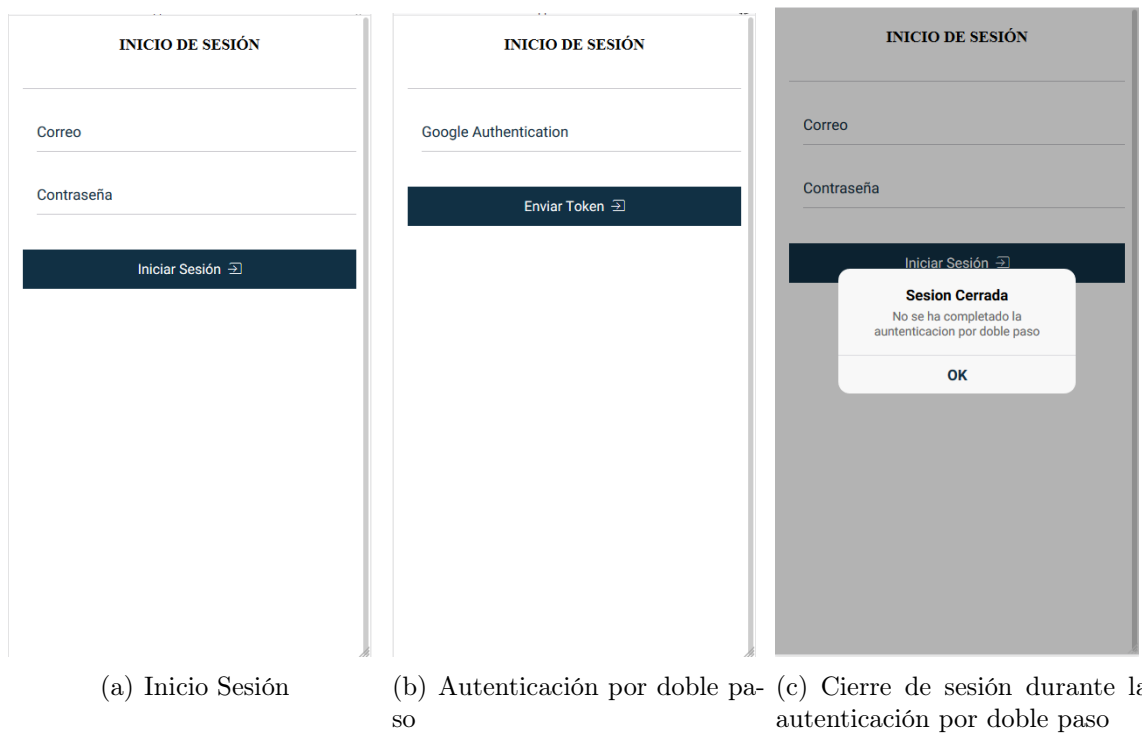 INICIO DE SESIÓN
Correo
Contraseña
Iniciar Sesión
(a) Inicio Sesión
INICIO DE SESIÓN
Google Authentication
Enviar Token
(b) Autenticación por doble pa-
so
INICIO DE SESIÓN
Correo
Contraseña
Iniciar Sesión
Sesion Cerrada
No se ha completado la
auntenticacion por doble paso
OK
(c) Cierre de sesión durante la
autenticación por doble paso